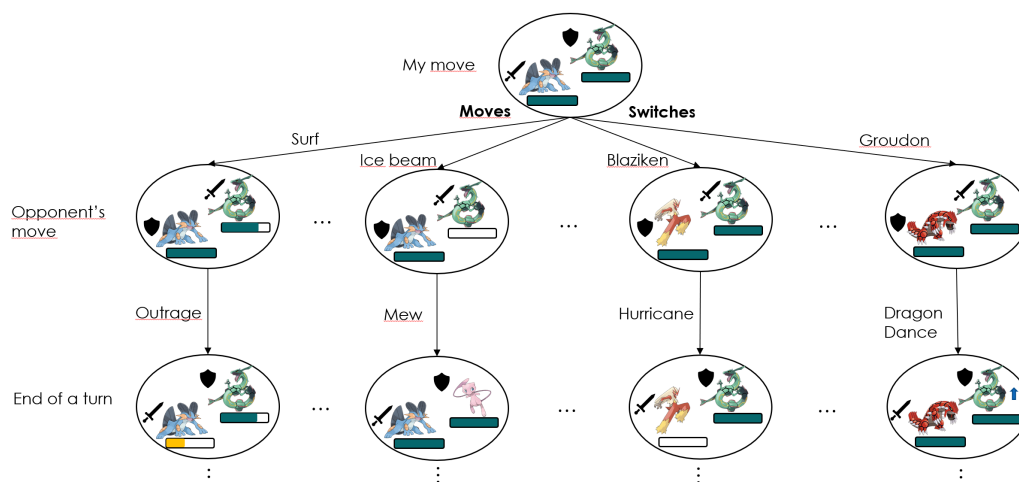 My move
Moves
Switches
Surf
Ice beam
Blaziken
Groudon
Opponent's
move
...
...
...
Outrage
Mew
Hurricane
Dragon
Dance
End of a turn
...
...
...